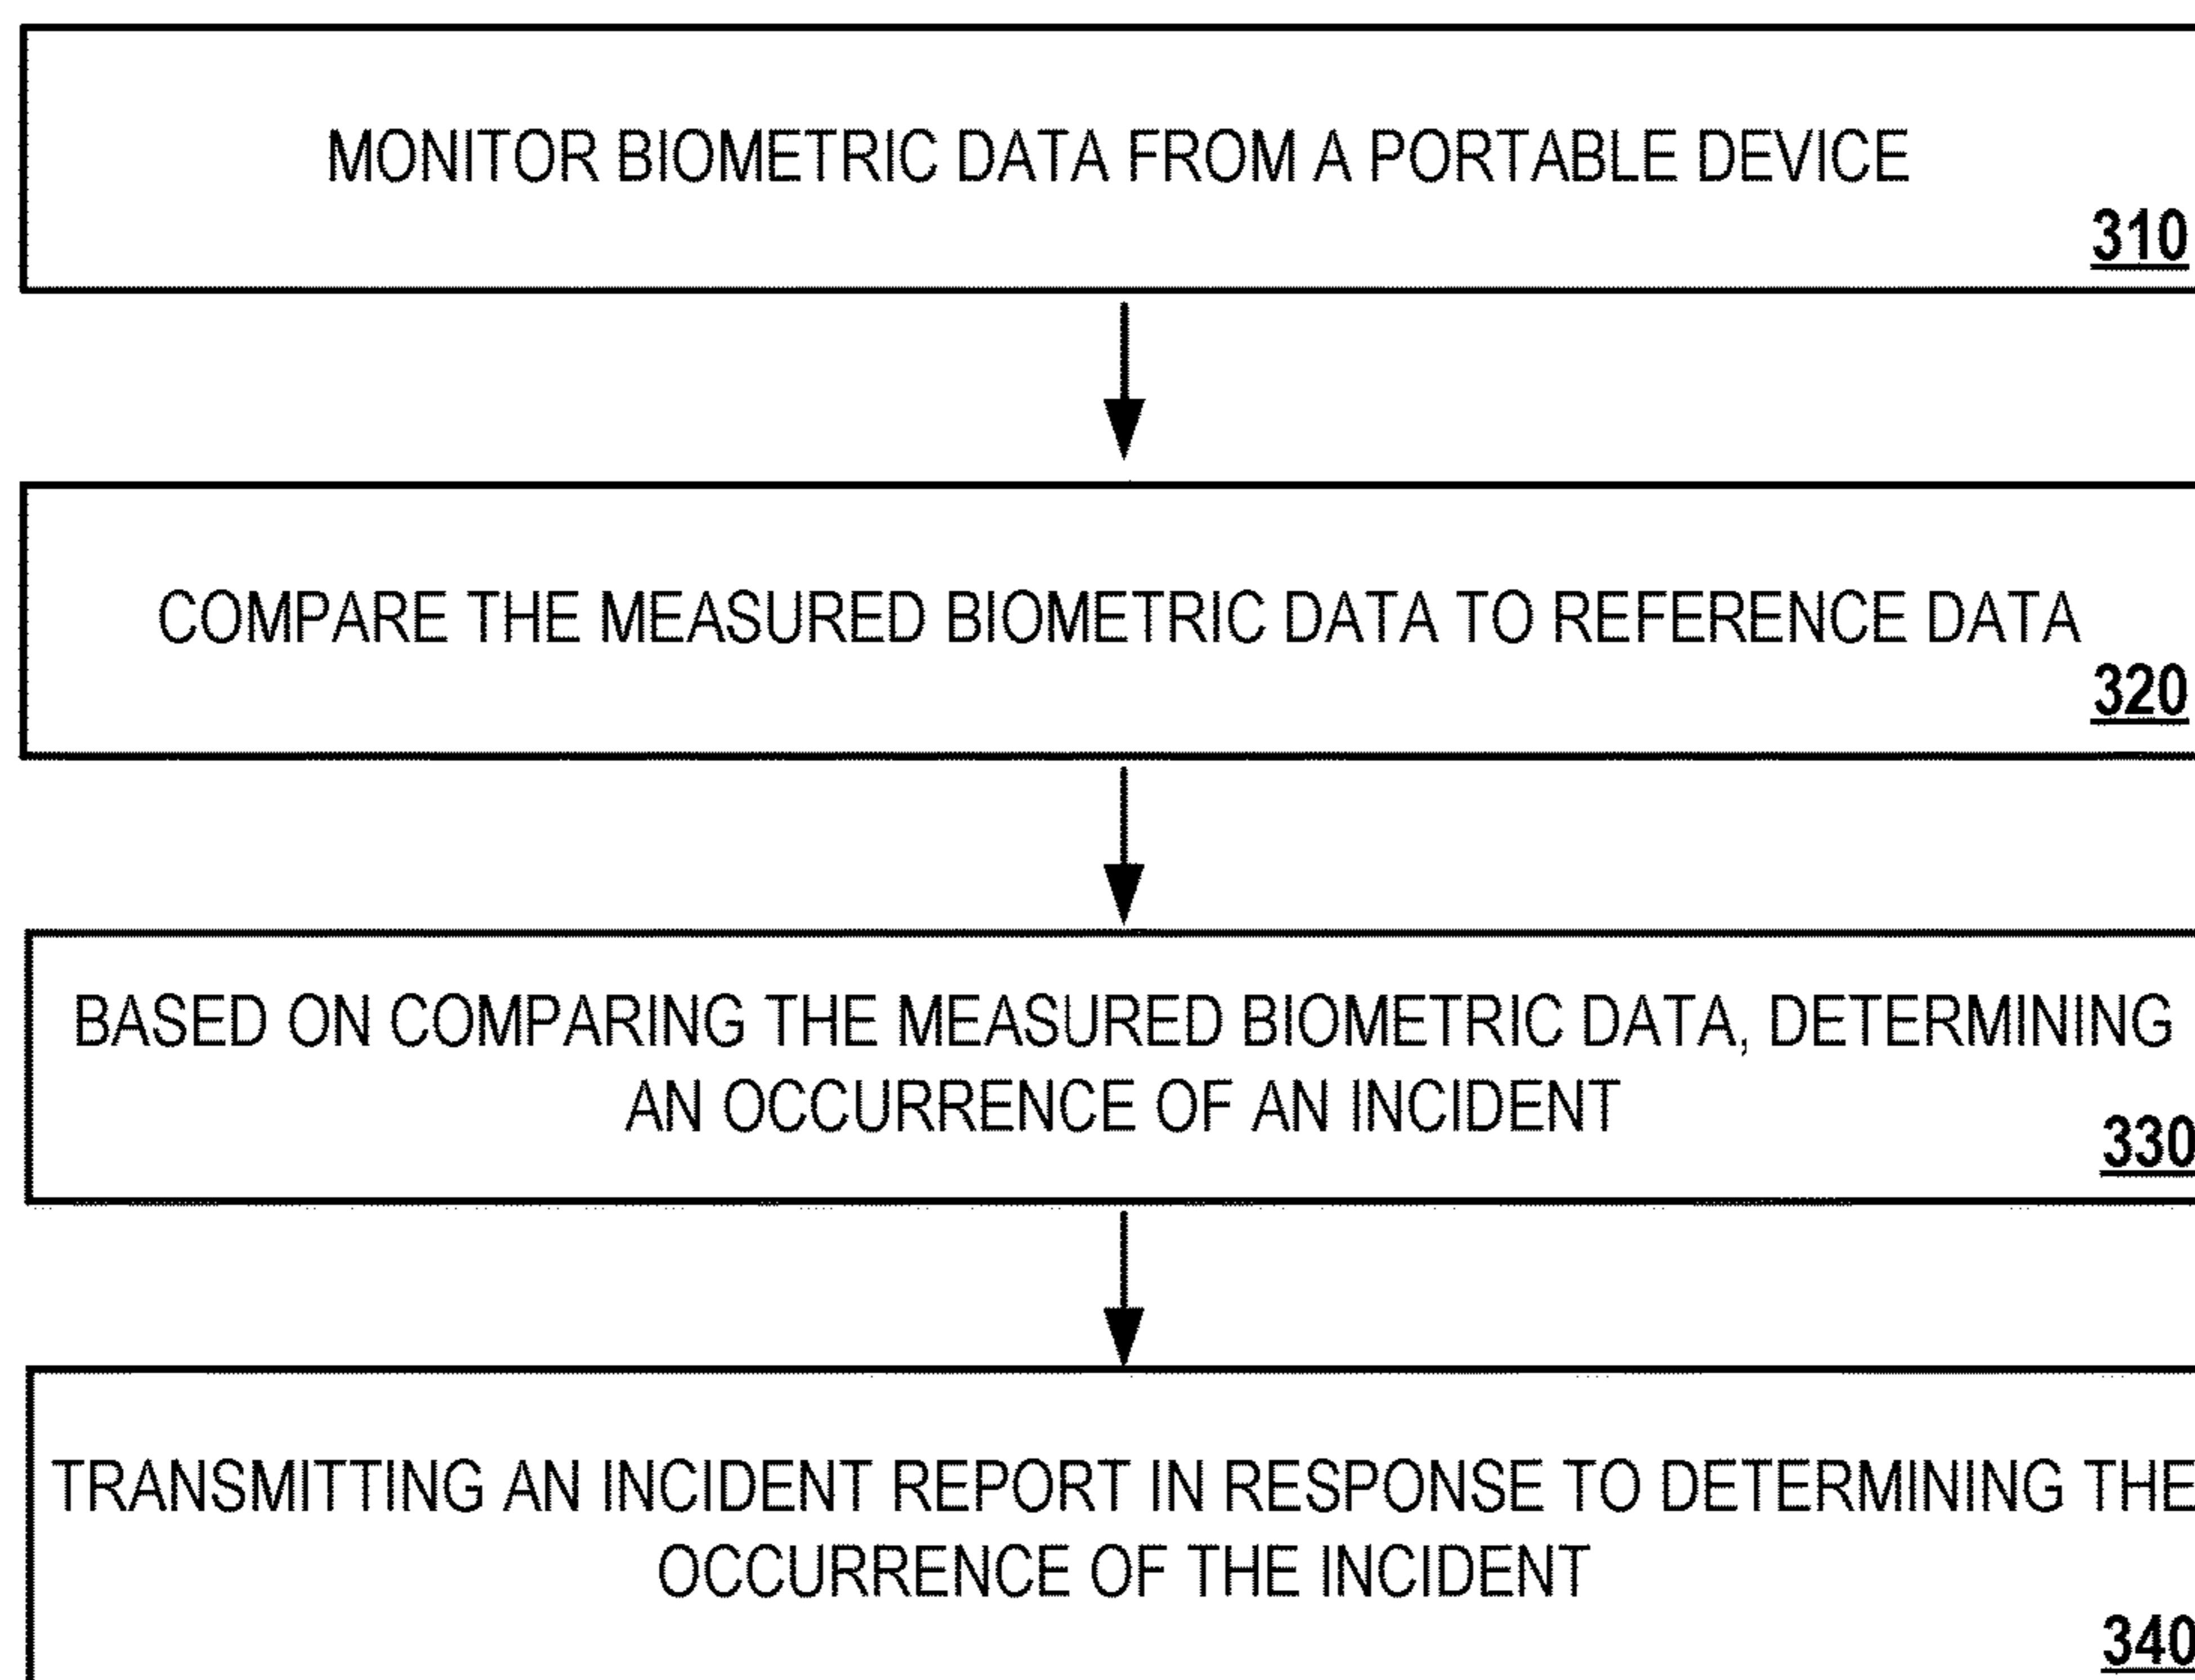 MONITOR BIOMETRIC DATA FROM A PORTABLE DEVICE
310
COMPARE THE MEASURED BIOMETRIC DATA TO REFERENCE DATA
320
BASED ON COMPARING THE MEASURED BIOMETRIC DATA, DETERMINING
AN OCCURRENCE OF AN INCIDENT
330
TRANSMITTING AN INCIDENT REPORT IN RESPONSE TO DETERMINING THE
OCCURRENCE OF THE INCIDENT
340